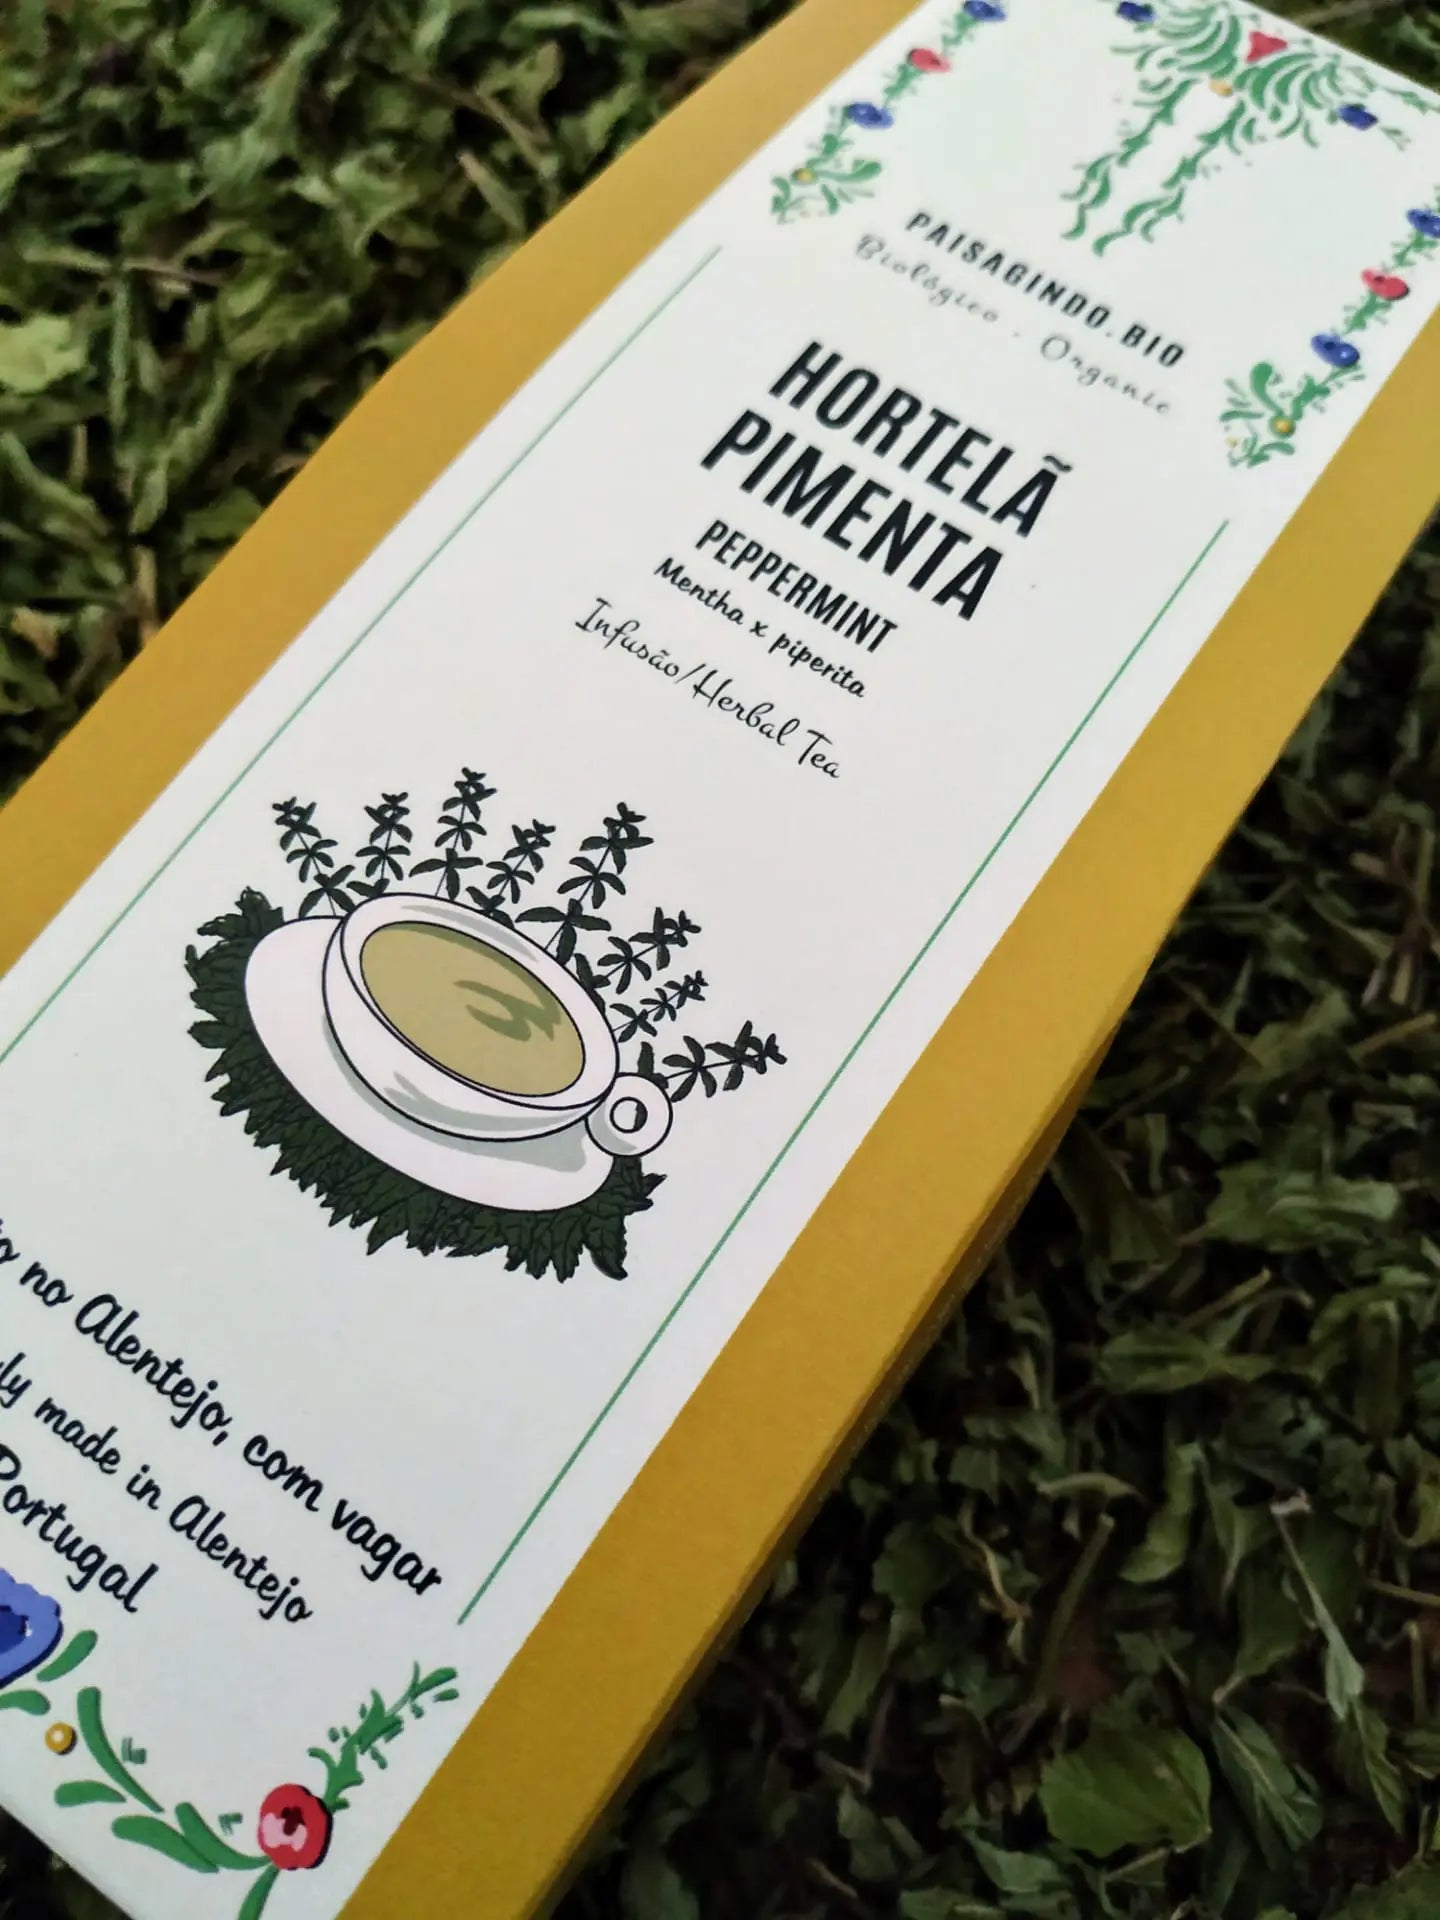 PAISAGINDO.BIO
Biológico . Organic
HORTELÃ
PIMENTA
PEPPERMINT
Mentha x piperita
Infusão/Herbal Tea
no Alentejo, com vagar
made in Alentejo
Portugal